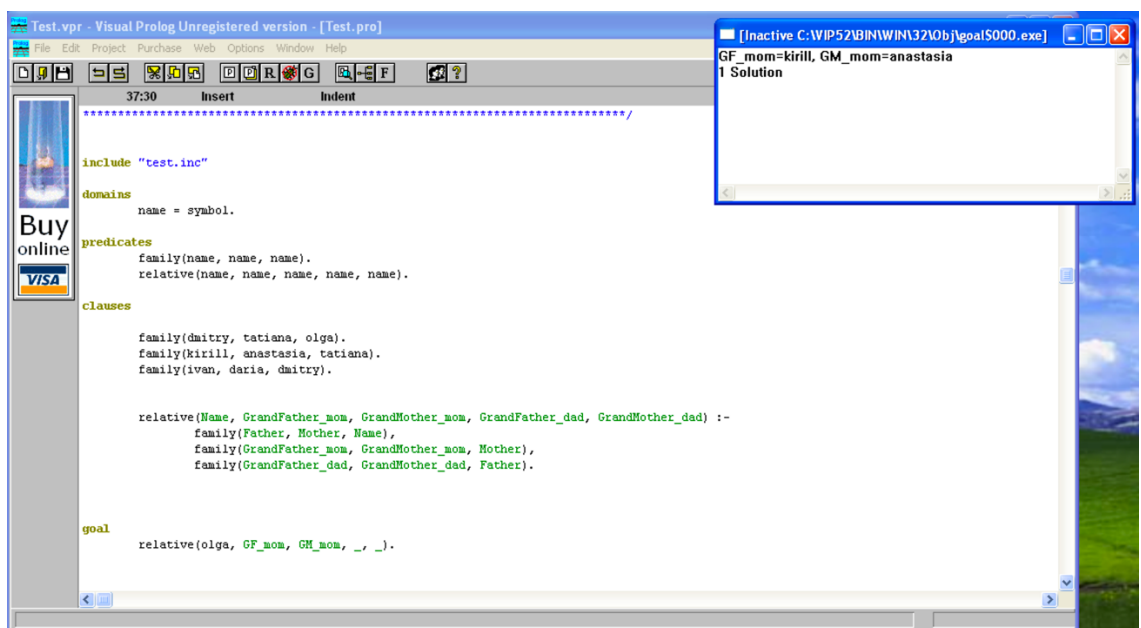 Test.vpr - Visual Prolog Unregistered version - [Test.pro]
File Edit Project Purchase Web Options Window Help
P P R G F ?
37:30 Insert Indent
****************************************************************************/
include "test.inc"
domains
name = symbol.
predicates
family(name, name, name).
relative(name, name, name, name, name).
clauses
family(dmitry, tatiana, olga).
family(kirill, anastasia, tatiana).
family(ivan, daria, dmitry).
relative(Name, GrandFather_mom, GrandMother_mom, GrandFather_dad, GrandMother_dad) :-
family(Father, Mother, Name),
family(GrandFather_mom, GrandMother_mom, Mother),
family(GrandFather_dad, GrandMother_dad, Father).
goal
relative(olga, GF_mom, GM_mom, _, _).
Buy
online
VISA
[Inactive C:\VIP52\BIN\WIN\32\Obj\goal$000.exe]
GF_mom=kirill, GM_mom=anastasia
1 Solution